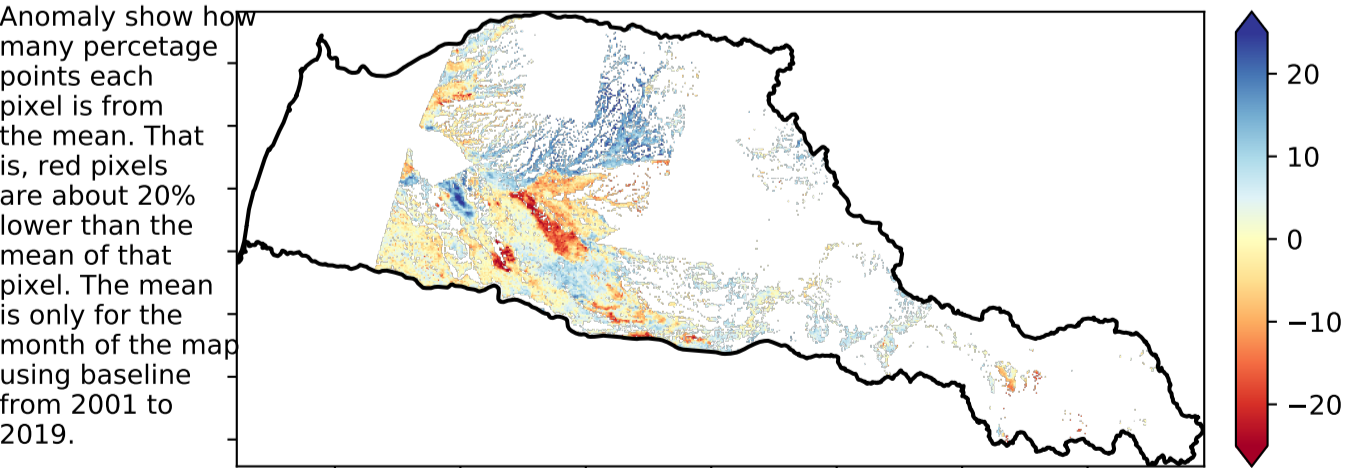 Anomaly show how
many percetage
points each
pixel is from
the mean. That
is, red pixels
are about 20%
lower than the
mean of that
pixel. The mean
is only for the
month of the map
using baseline
from 2001 to
2019.
20
10
0
−10
−20